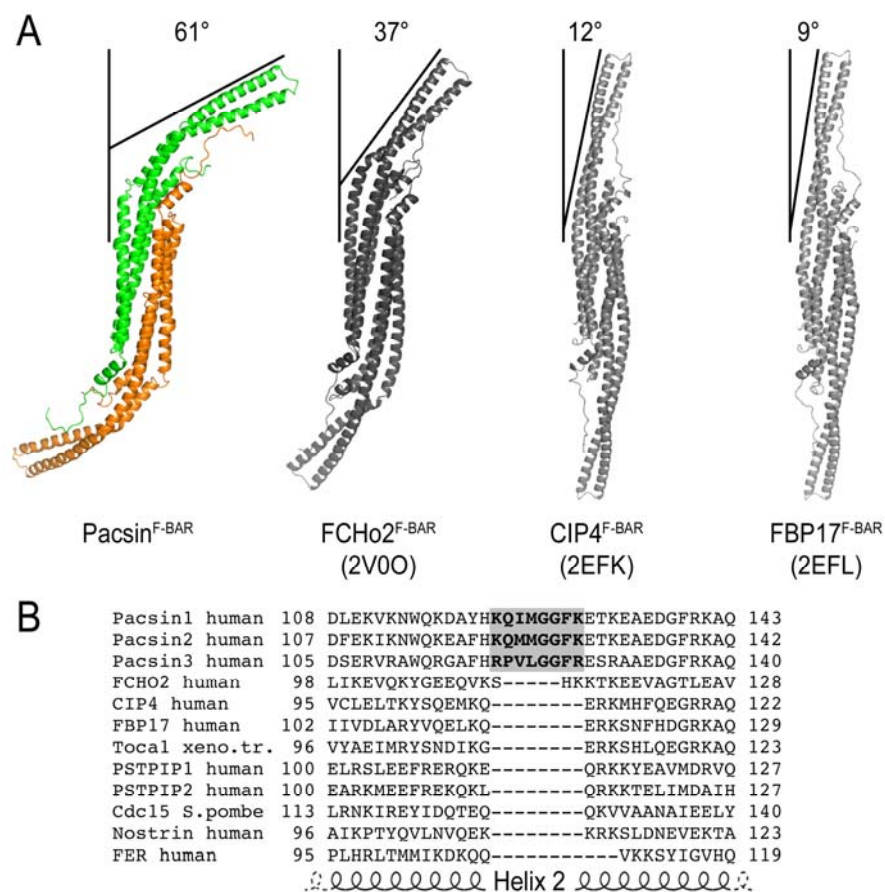 A
61° 37° 12° 9°
Pacsin^F-BAR FCHo2^F-BAR CIP4^F-BAR FBP17^F-BAR
(2V0O) (2EFK) (2EFL)
B
Pacsin1 human 108 DLEKVKNWQKDAYHKQIMGGFKETKEAEDGFRKAQ 143
Pacsin2 human 107 DFEKIKNWQKEAFHKQMMGGFKETKEAEDGFRKAQ 142
Pacsin3 human 105 DSERVRAWQRGAFHRPVLGGFRESRAAEDGFRKAQ 140
FCHO2 human 98 LIKEVQKYGEEQVKS-----HKKTKEEVAGTLEAV 128
CIP4 human 95 VCLELTKYSQEMKQ--------ERKMHFQEGRRAQ 122
FBP17 human 102 IIVDLARYVQELKQ--------ERKSNFHDGRKAQ 129
Toca1 xeno.tr. 96 VYAEIMRYSNDIKG--------ERKSHLQEGRKAQ 123
PSTPIP1 human 100 ELRSLEEFRERQKE--------QRKKYEAVMDRVQ 127
PSTPIP2 human 100 EARKMEEFREKQKL--------QRKKTELIMDAIH 127
Cdc15 S.pombe 113 LRNKIREYIDQTEQ--------QKVVAANAIEELY 140
Nostrin human 96 AIKPTYQVLNVQEK--------KRKSLDNEVEKTA 123
FER human 95 PLHRLTMMIKDKQQ-----------VKKSYIGVHQ 119
Helix 2